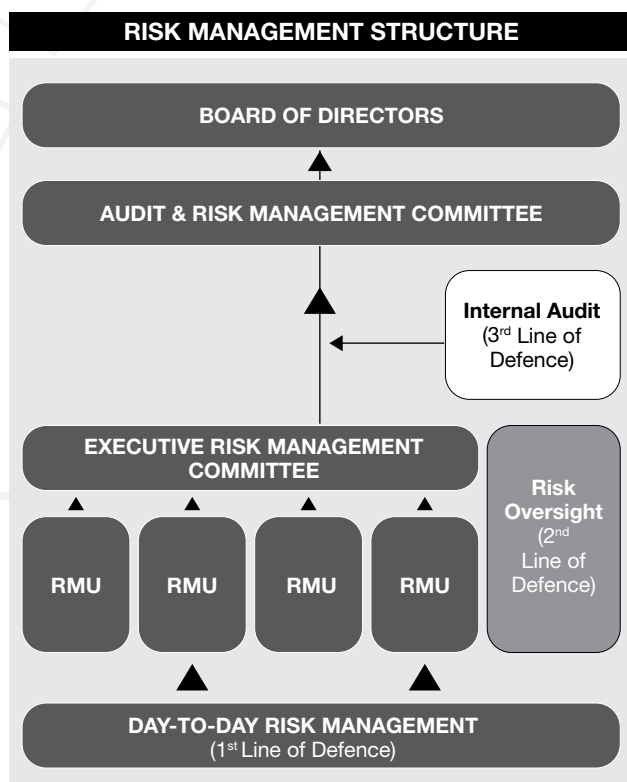 RISK MANAGEMENT STRUCTURE
BOARD OF DIRECTORS
AUDIT & RISK MANAGEMENT COMMITTEE
Internal Audit
(3rd Line of
Defence)
EXECUTIVE RISK MANAGEMENT
COMMITTEE
Risk
Oversight
(2nd
Line of
Defence)
RMU
RMU
RMU
RMU
DAY-TO-DAY RISK MANAGEMENT
(1st Line of Defence)